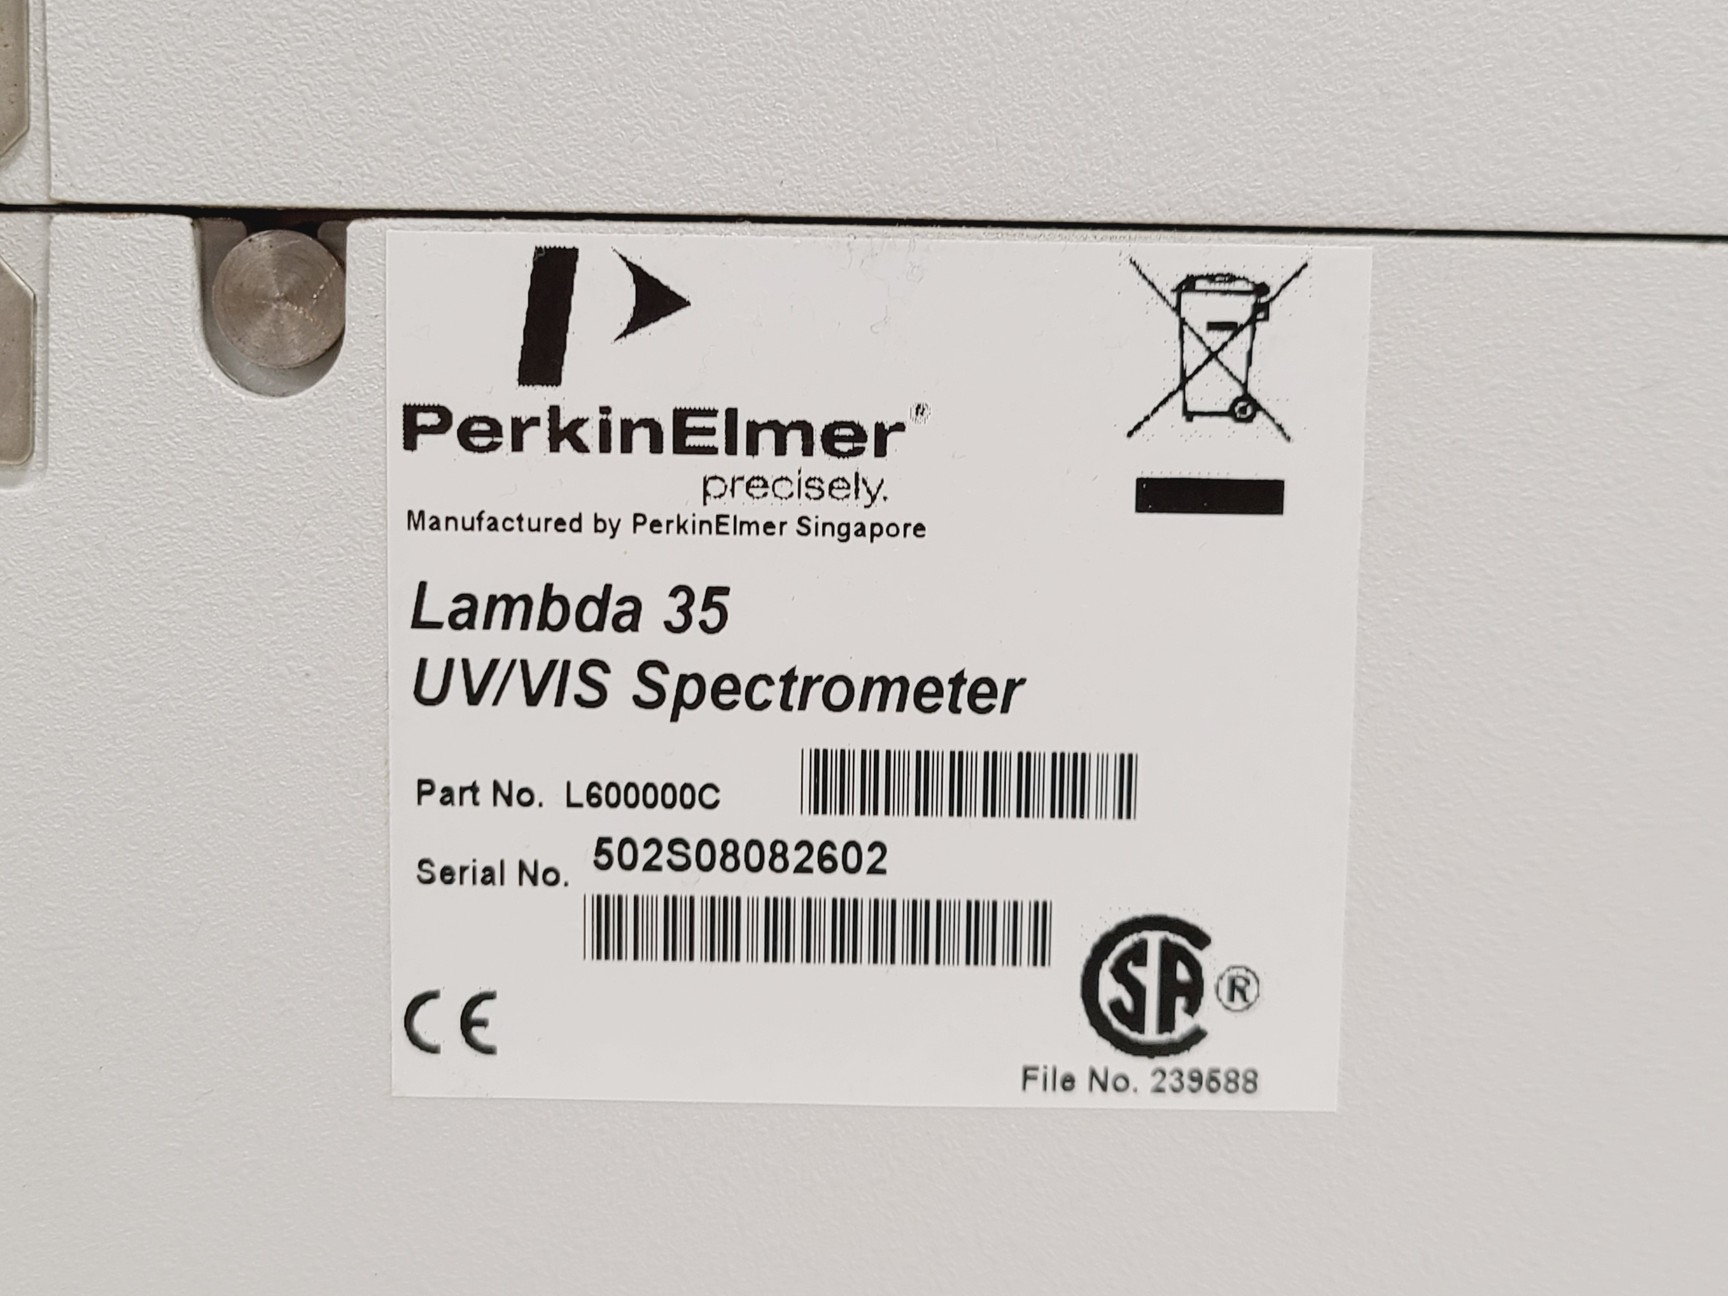 PerkinElmer®
precisely.
Manufactured by PerkinElmer Singapore
Lambda 35
UV/VIS Spectrometer
Part No. L600000C
Serial No. 502S08082602
CE
CSA ®
File No. 239588